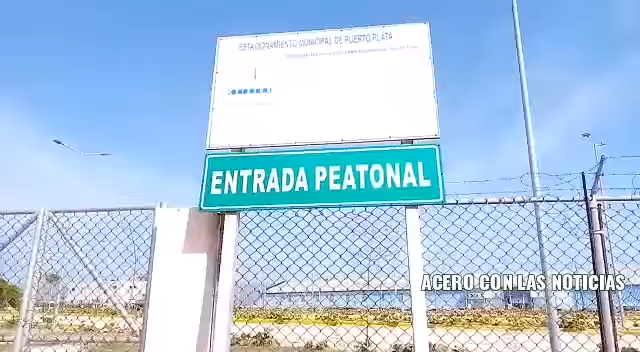 ESTACIONAMIENTO MUNICIPAL DE PUERTO PLATA
ENTRADA PEATONAL
ACERO CON LAS NOTICIAS